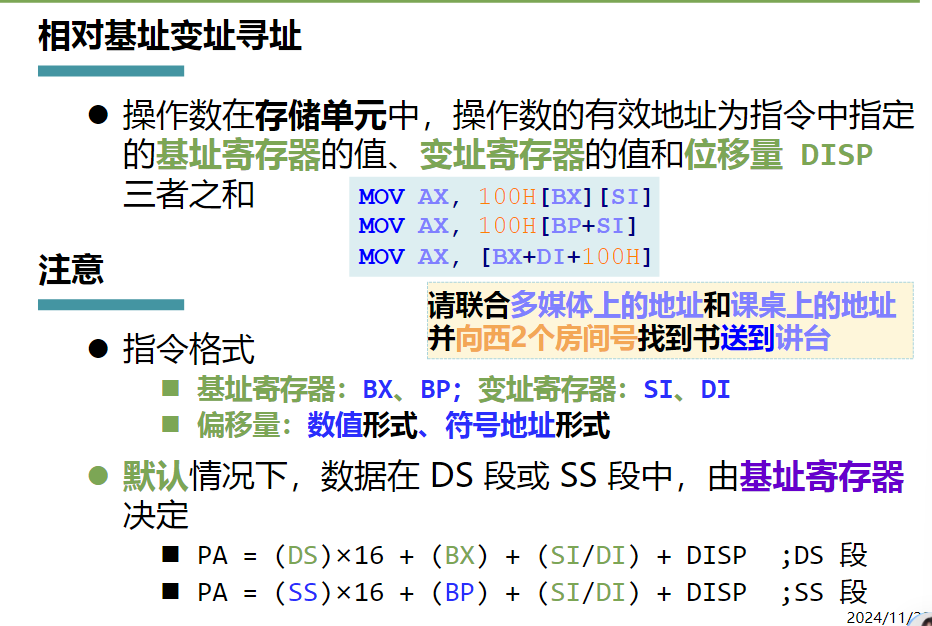 相对基址变址寻址
● 操作数在存储单元中，操作数的有效地址为指令中指定
的基址寄存器的值、变址寄存器的值和位移量 DISP
三者之和
MOV AX, 100H[BX][SI]
MOV AX, 100H[BP+SI]
MOV AX, [BX+DI+100H]
注意
请联合多媒体上的地址和课桌上的地址
并向西2个房间号找到书送到讲台
● 指令格式
■ 基址寄存器：BX、BP；变址寄存器：SI、DI
■ 偏移量：数值形式、符号地址形式
● 默认情况下，数据在 DS 段或 SS 段中，由基址寄存器
决定
■ PA = (DS)×16 + (BX) + (SI/DI) + DISP ;DS 段
■ PA = (SS)×16 + (BP) + (SI/DI) + DISP ;SS 段
2024/11/2